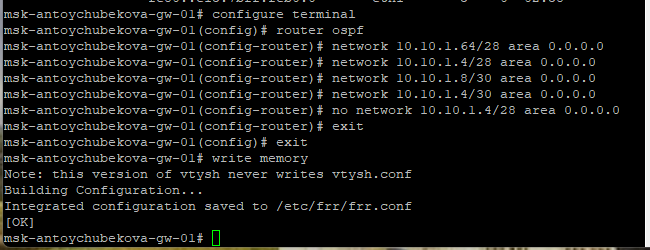 msk-antoychubekova-gw-01# configure terminal
msk-antoychubekova-gw-01(config)# router ospf
msk-antoychubekova-gw-01(config-router)# network 10.10.1.64/28 area 0.0.0.0
msk-antoychubekova-gw-01(config-router)# network 10.10.1.4/28 area 0.0.0.0
msk-antoychubekova-gw-01(config-router)# network 10.10.1.8/30 area 0.0.0.0
msk-antoychubekova-gw-01(config-router)# network 10.10.1.4/30 area 0.0.0.0
msk-antoychubekova-gw-01(config-router)# no network 10.10.1.4/28 area 0.0.0.0
msk-antoychubekova-gw-01(config-router)# exit
msk-antoychubekova-gw-01(config)# exit
msk-antoychubekova-gw-01# write memory
Note: this version of vtysh never writes vtysh.conf
Building Configuration...
Integrated configuration saved to /etc/frr/frr.conf
[OK]
msk-antoychubekova-gw-01#